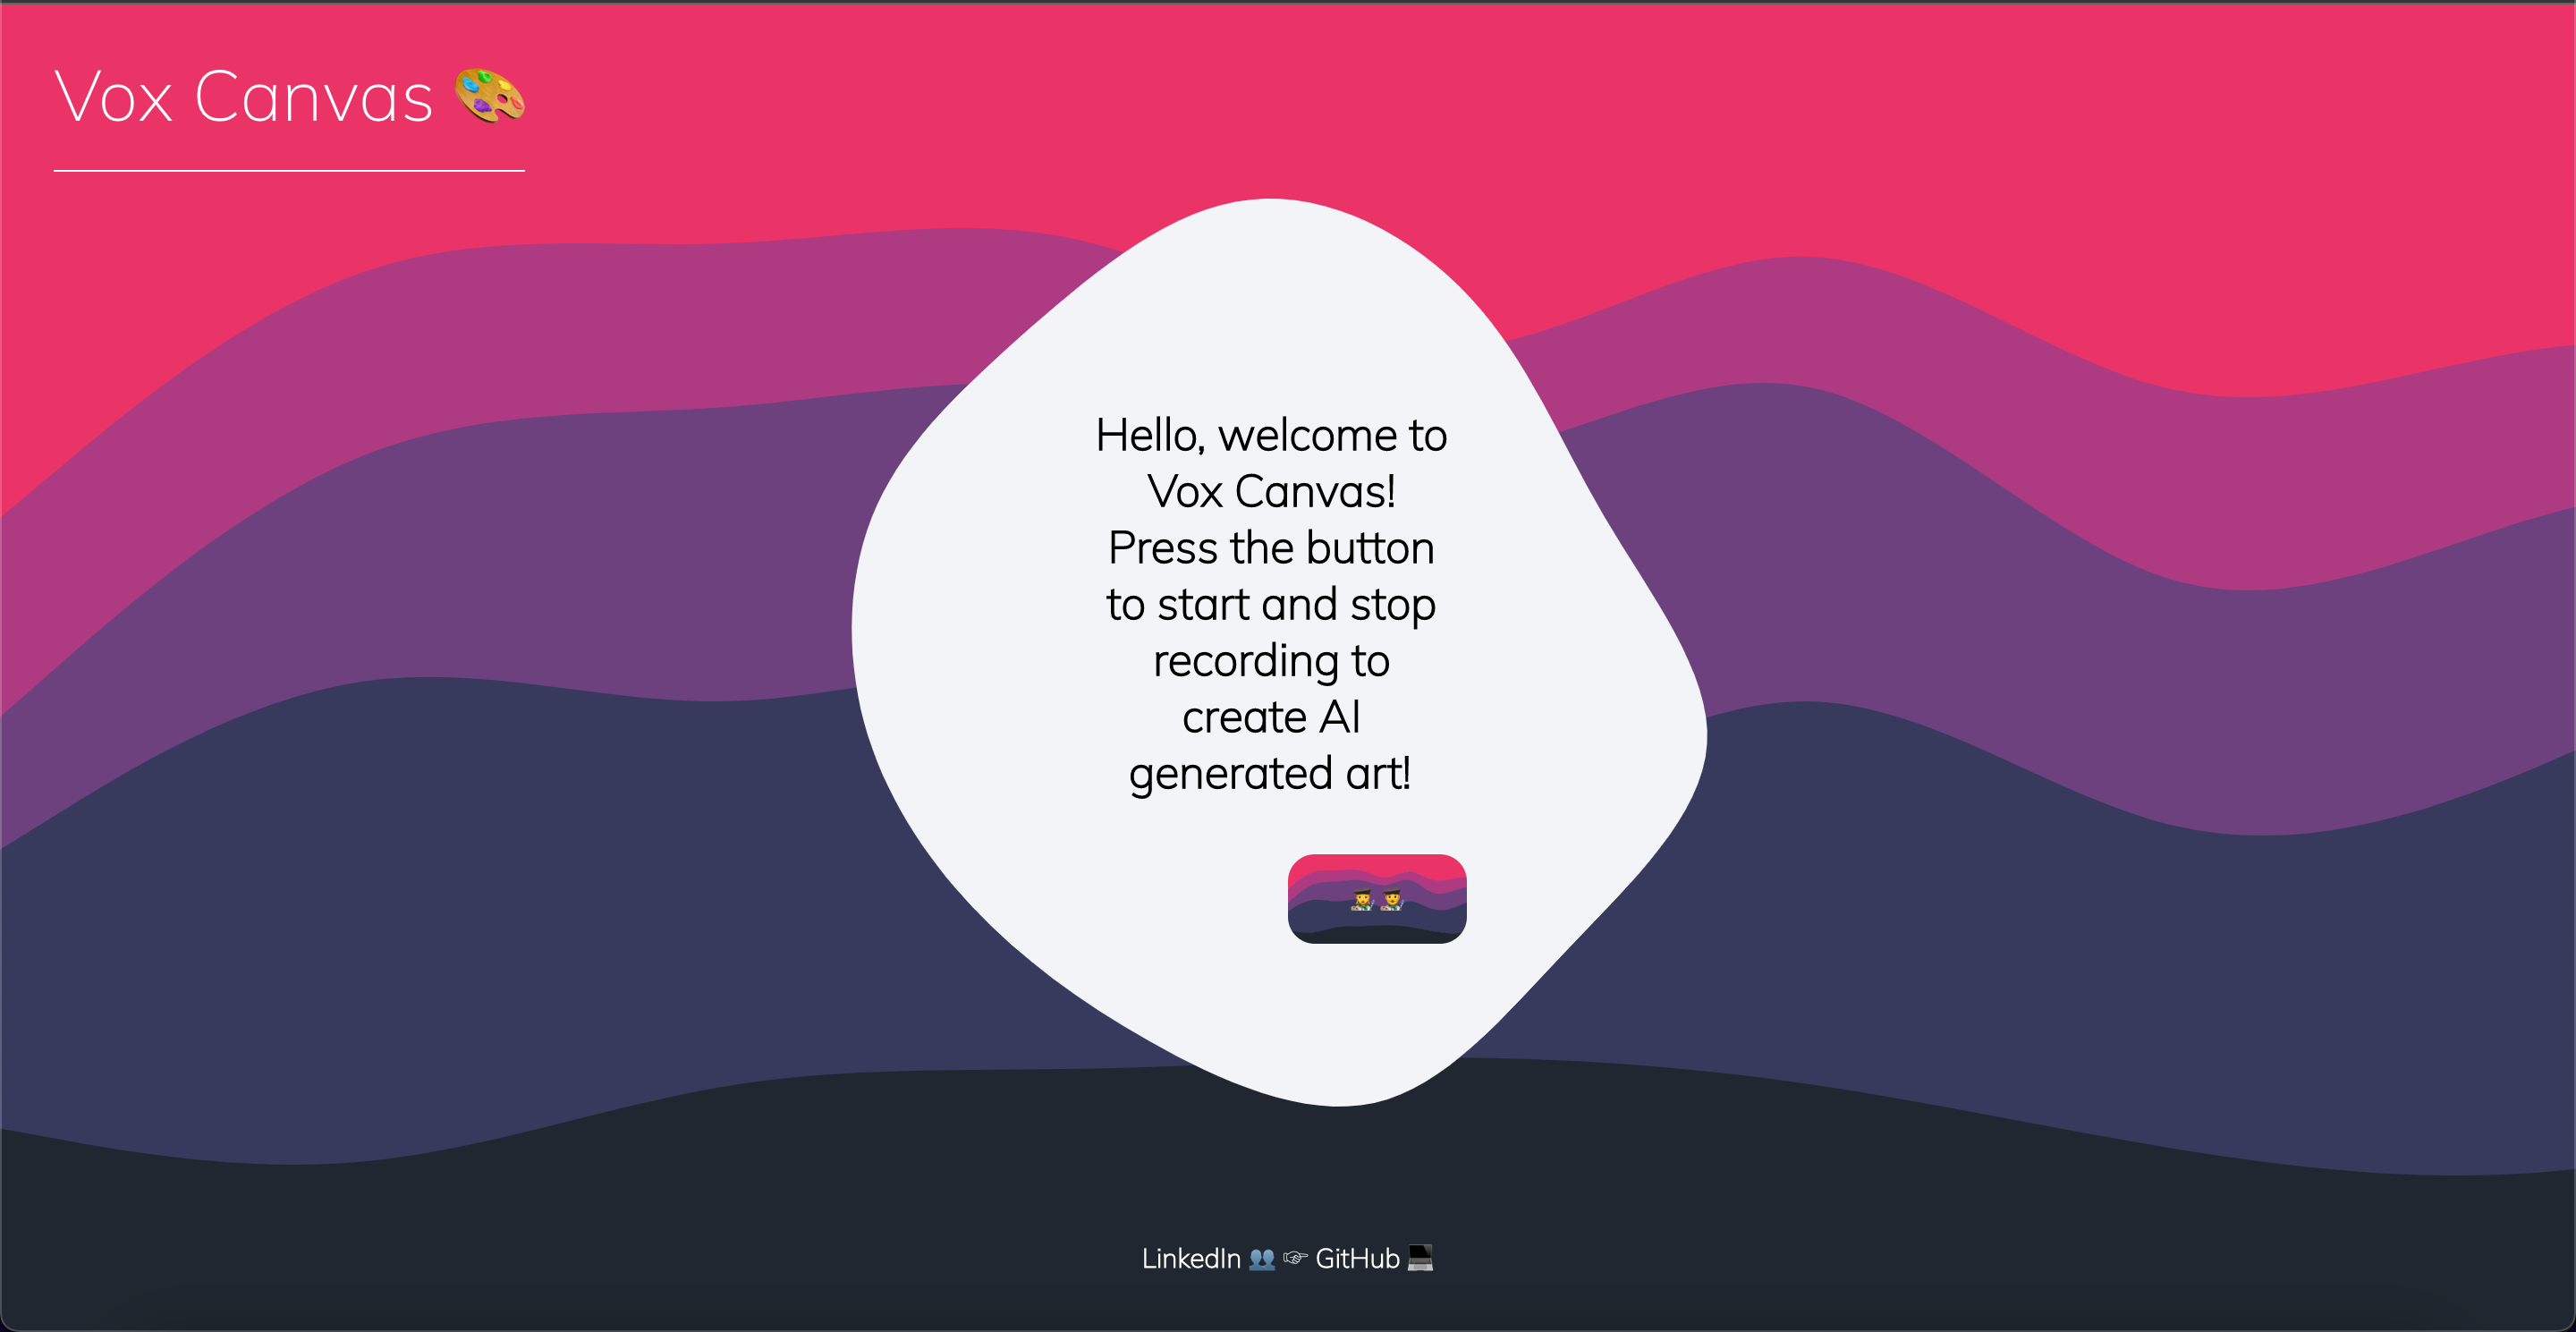 Vox Canvas 🎨
Hello, welcome to
Vox Canvas!
Press the button
to start and stop
recording to
create AI
generated art!
👩‍🎨 👨‍🎨
LinkedIn 👥 👉 GitHub 💻